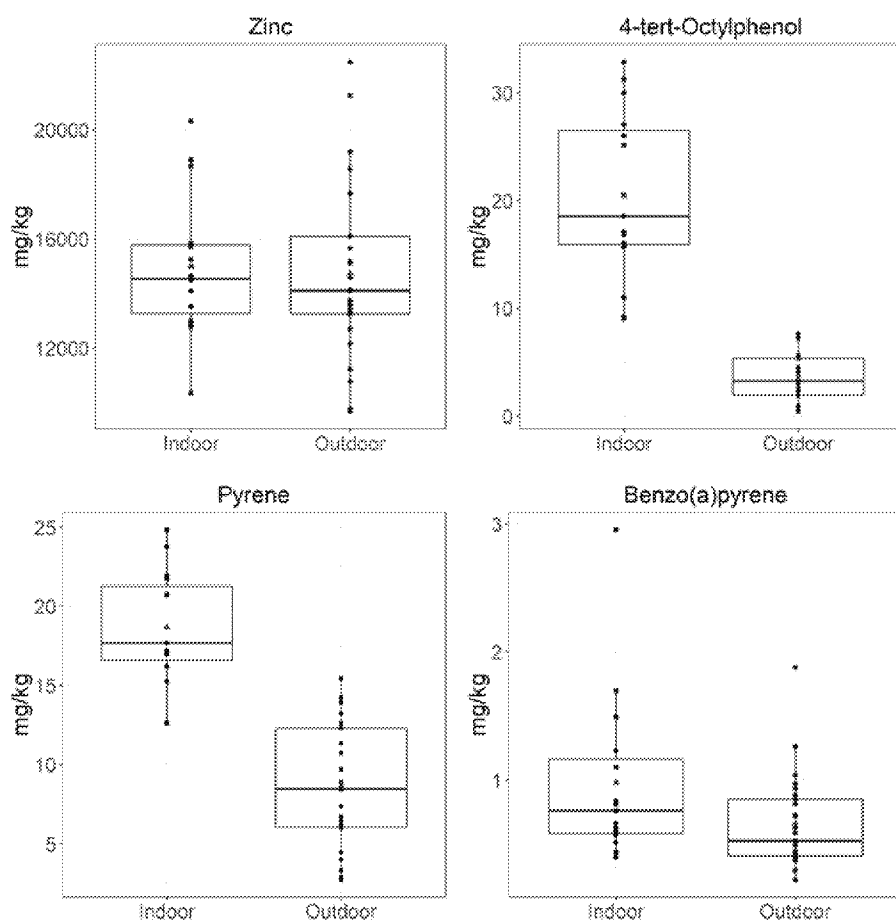 Zinc
4-tert-Octylphenol
mg/kg
20000
16000
12000
Indoor
Outdoor
mg/kg
30
20
10
0
Indoor
Outdoor
Pyrene
Benzo(a)pyrene
mg/kg
25
20
15
10
5
Indoor
Outdoor
mg/kg
3
2
1
Indoor
Outdoor